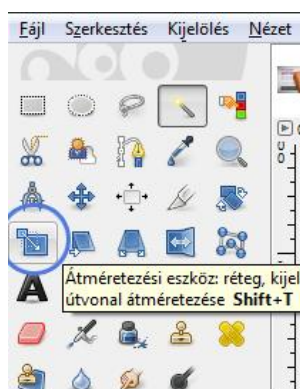 Fájl Szerkesztés Kijelölés Nézet
Átméretezési eszköz: réteg, kijel
útvonal átméretezése Shift+T